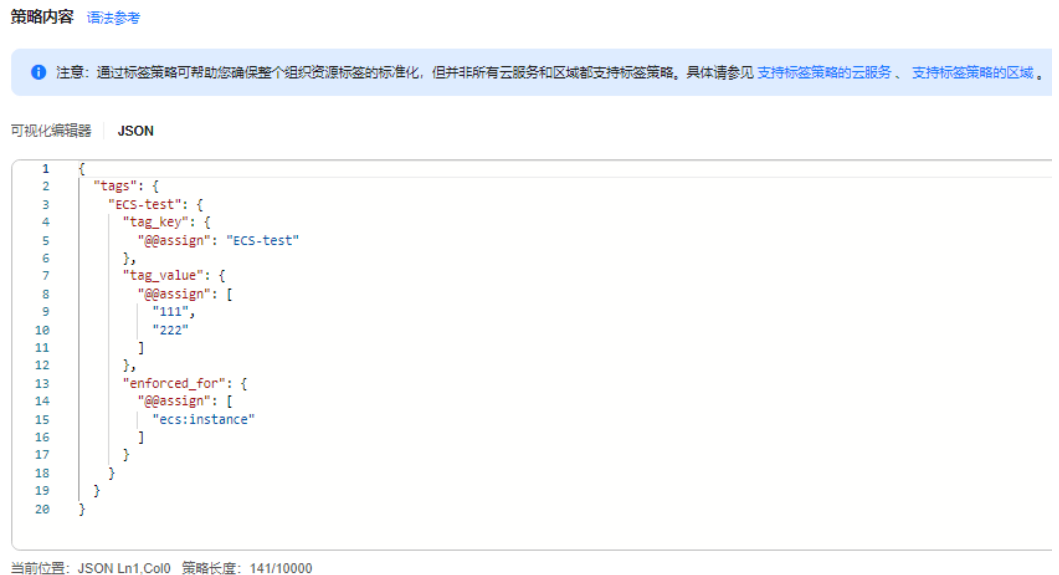 策略内容 语法参考
注意：通过标签策略可帮助您确保整个组织资源标签的标准化，但并非所有云服务和区域都支持标签策略。具体请参见 支持标签策略的云服务 、 支持标签策略的区域 。
可视化编辑器 JSON
1 {
2 "tags": {
3 "ECS-test": {
4 "tag_key": {
5 "@@assign": "ECS-test"
6 },
7 "tag_value": {
8 "@@assign": [
9 "111",
10 "222"
11 ]
12 },
13 "enforced_for": {
14 "@@assign": [
15 "ecs:instance"
16 ]
17 }
18 }
19 }
20 }
当前位置：JSON Ln1,Col0 策略长度：141/10000